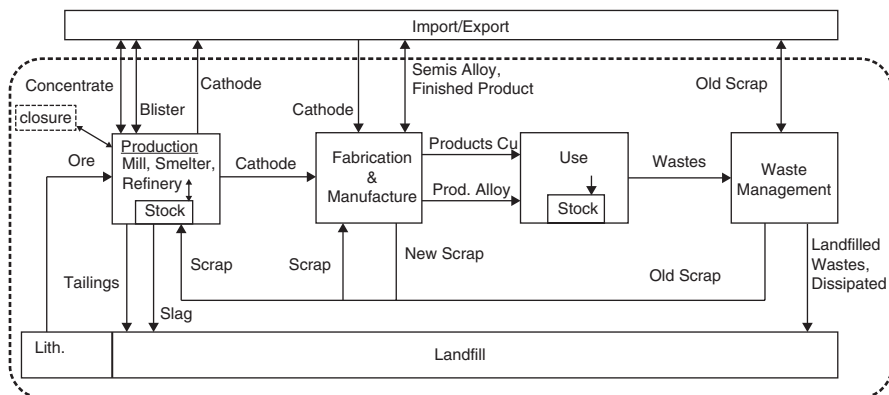 Import/Export
Concentrate
Blister
Cathode
Cathode
Semis Alloy,
Finished Product
Old Scrap
closure
Ore
Production
Mill, Smelter,
Refinery
Stock
Cathode
Fabrication
&
Manufacture
Products Cu
Prod. Alloy
Use
Stock
Wastes
Waste
Management
Tailings
Slag
Scrap
Scrap
New Scrap
Old Scrap
Landfilled
Wastes,
Dissipated
Lith.
Landfill